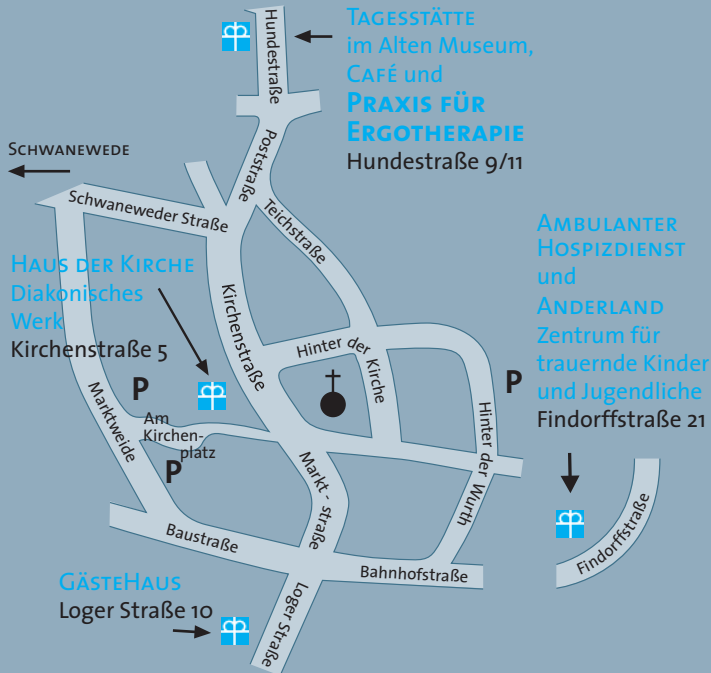 TAGESSTÄTTE
im Alten Museum,
CAFÉ und
PRAXIS FÜR
ERGOTHERAPIE
Hundestraße 9/11
Hundestraße
SCHWANEWEDE
Poststraße
Schwaneweder Straße
Teichstraße
AMBULANTER
HOSPIZDIENST
und
ANDERLAND
Zentrum für
trauernde Kinder
und Jugendliche
Findorffstraße 21
HAUS DER KIRCHE
Diakonisches
Werk
Kirchenstraße 5
Kirchenstraße
Hinter der Kirche
P
P
Am
Kirchen-
platz
P
Marktweide
Markt-
straße
Hinter der Wurth
Findorffstraße
Baustraße
Bahnhofstraße
GÄSTEHAUS
Loger Straße 10
Loger Straße